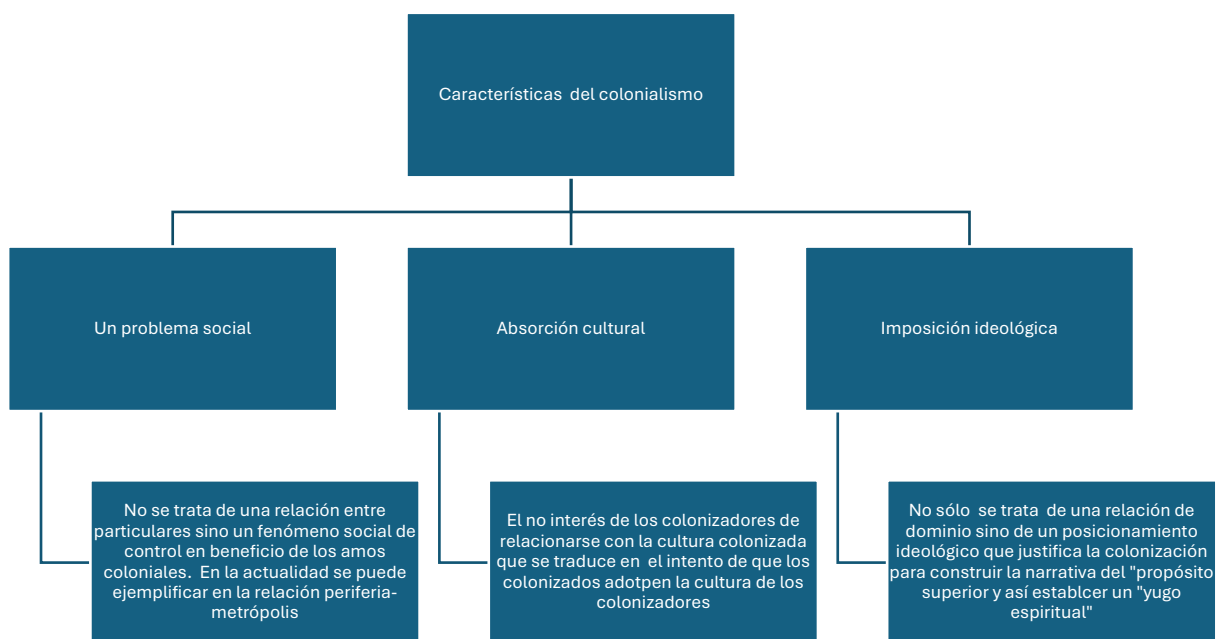 Características del colonialismo
Un problema social
Absorción cultural
Imposición ideológica
No se trata de una relación entre
particulares sino un fenómeno social de
control en beneficio de los amos
coloniales. En la actualidad se puede
ejemplificar en la relación periferia-
metrópolis
El no interés de los colonizadores de
relacionarse con la cultura colonizada
que se traduce en el intento de que los
colonizados adotpen la cultura de los
colonizadores
No sólo se trata de una relación de
dominio sino de un posicionamiento
ideológico que justifica la colonización
para construir la narrativa del "propósito
superior y así establcer un "yugo
espiritual"